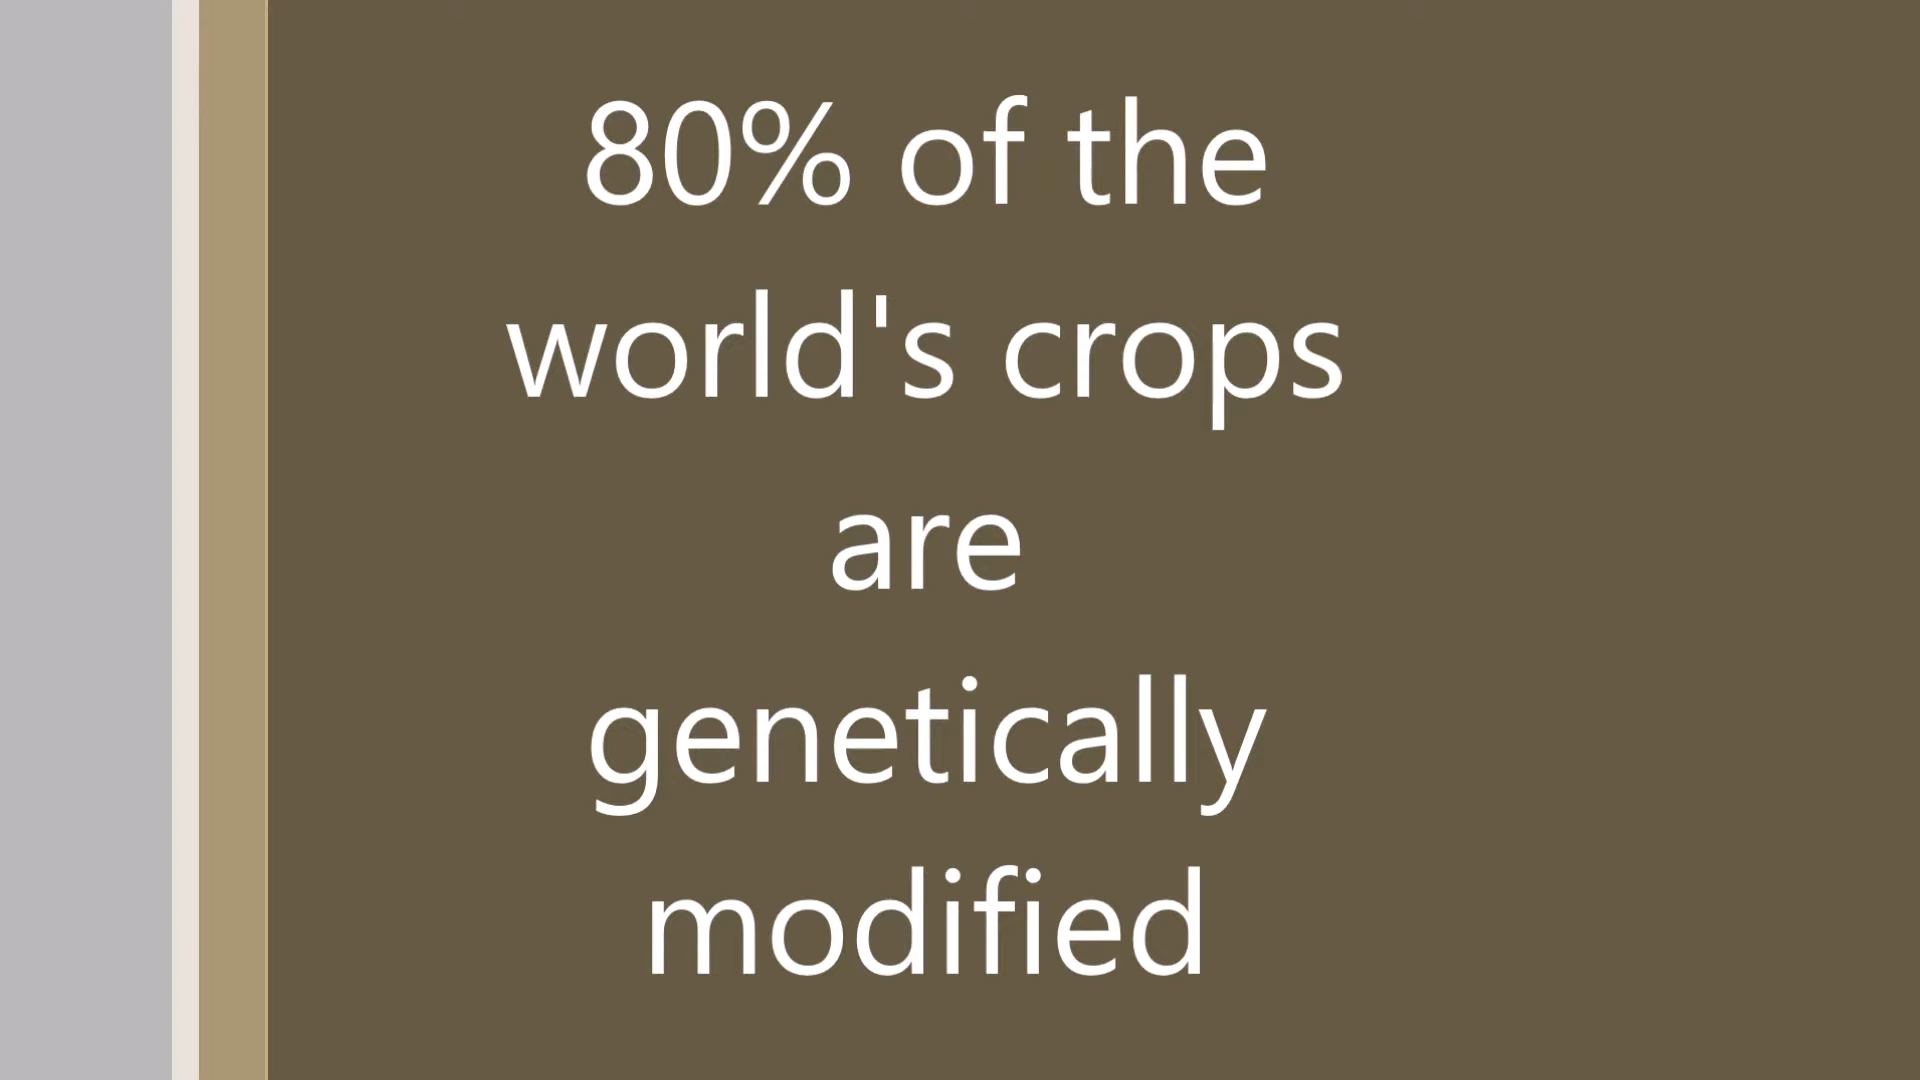 80% of the
world's crops
are
genetically
modified